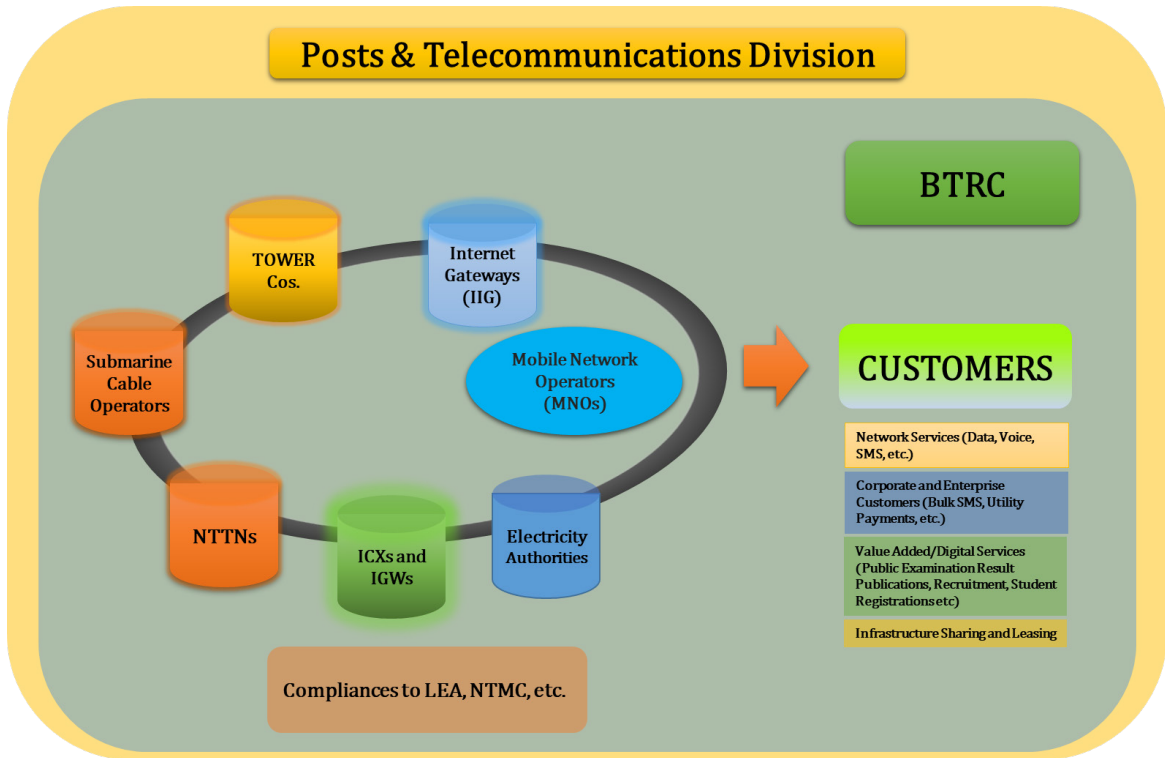 Posts & Telecommunications Division
BTRC
TOWER
Cos.
Internet
Gateways
(IIG)
Submarine
Cable
Operators
Mobile Network
Operators
(MNOs)
CUSTOMERS
Network Services (Data, Voice,
SMS, etc.)
Corporate and Enterprise
Customers (Bulk SMS, Utility
Payments, etc.)
Value Added/Digital Services
(Public Examination Result
Publications, Recruitment, Student
Registrations etc)
Infrastructure Sharing and Leasing
NTTNs
ICXs and
IGWs
Electricity
Authorities
Compliances to LEA, NTMC, etc.